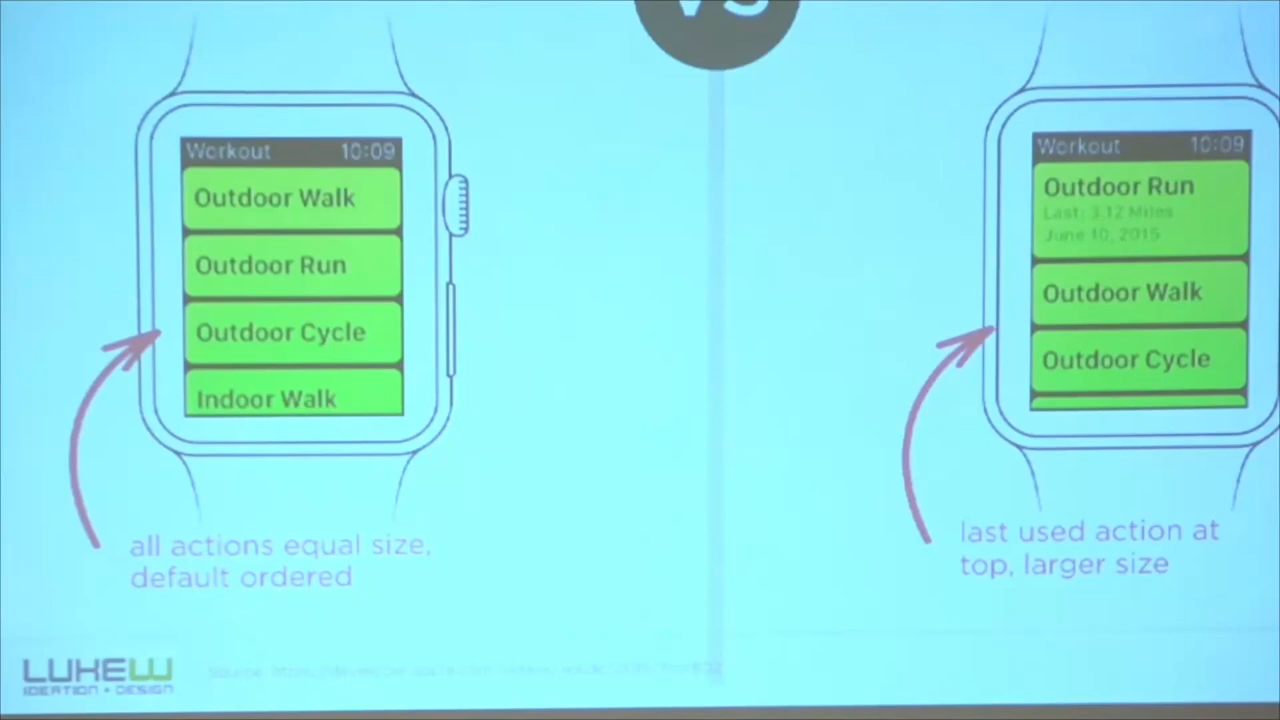 VS
Workout 10:09
Outdoor Walk
Outdoor Run
Outdoor Cycle
Indoor Walk
all actions equal size,
default ordered
Workout 10:09
Outdoor Run
Last: 3.12 Miles
June 10, 2015
Outdoor Walk
Outdoor Cycle
last used action at
top, larger size
LUKEW
IDEATION + DESIGN
Source: